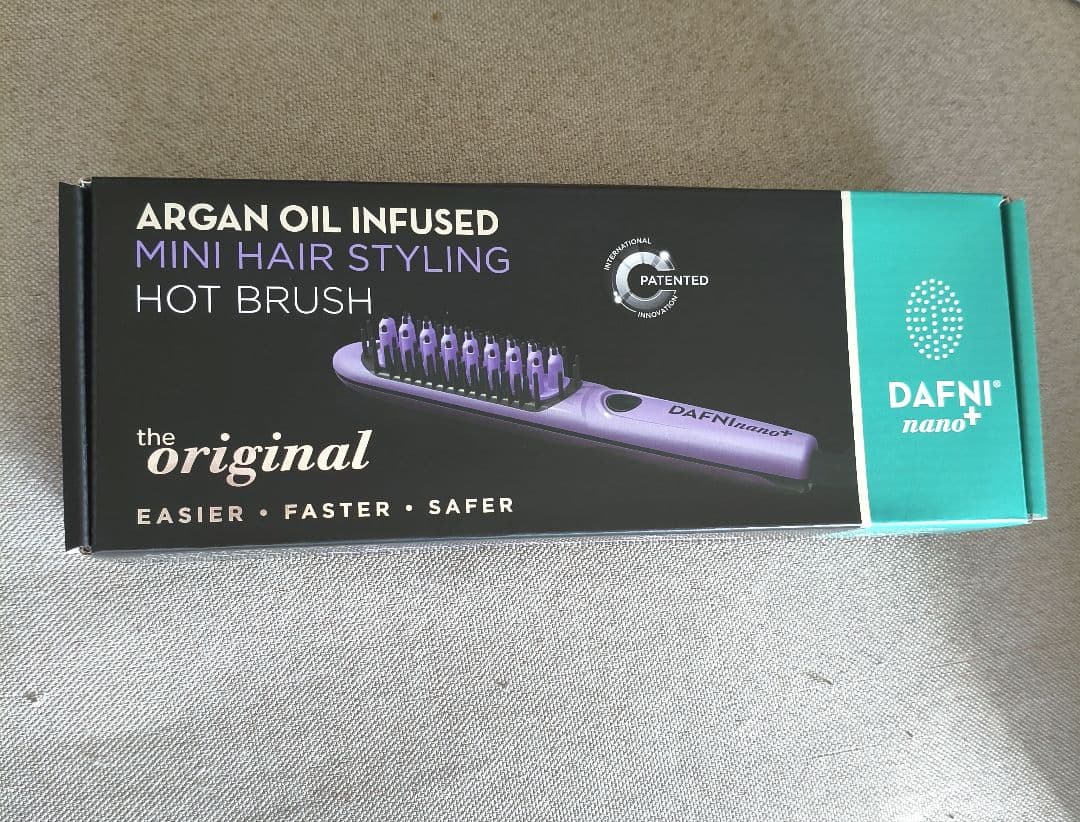 ARGAN OIL INFUSED
MINI HAIR STYLING
HOT BRUSH
INTERNATIONAL
PATENTED
INNOVATION
DAFNInano+
the
original
EASIER • FASTER • SAFER
DAFNI®
nano+